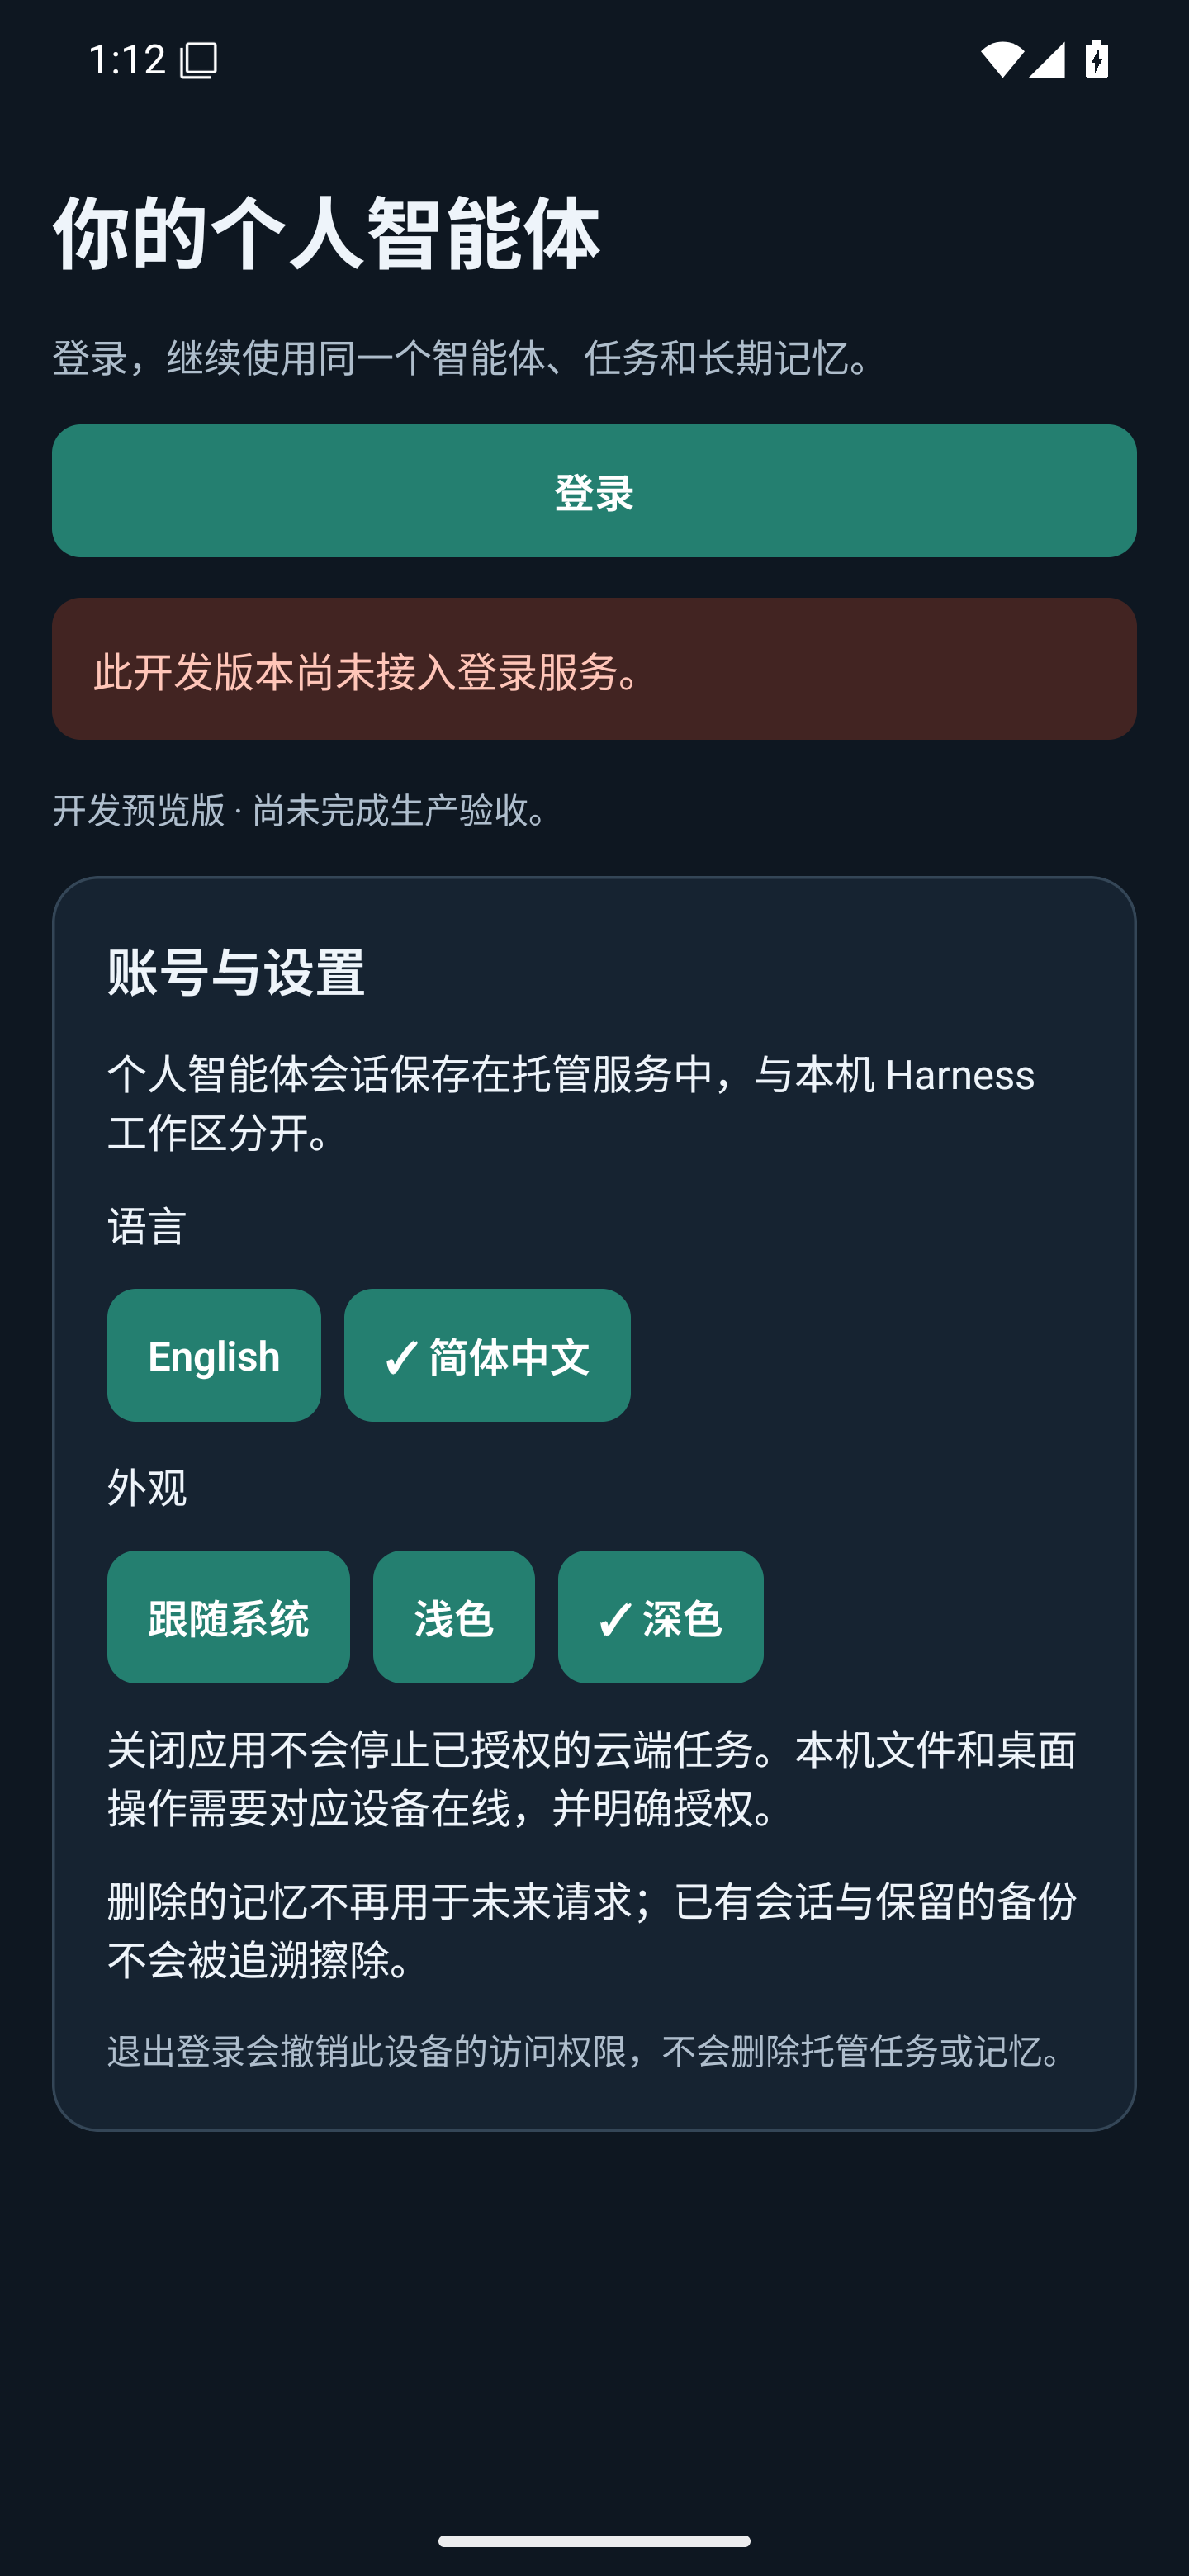 1:12
你的个人智能体
登录，继续使用同一个智能体、任务和长期记忆。
登录
此开发版本尚未接入登录服务。
开发预览版 · 尚未完成生产验收。
账号与设置
个人智能体会话保存在托管服务中，与本机 Harness
工作区分开。
语言
English
✓ 简体中文
外观
跟随系统
浅色
✓ 深色
关闭应用不会停止已授权的云端任务。本机文件和桌面
操作需要对应设备在线，并明确授权。
删除的记忆不再用于未来请求；已有会话与保留的备份
不会被追溯擦除。
退出登录会撤销此设备的访问权限，不会删除托管任务或记忆。